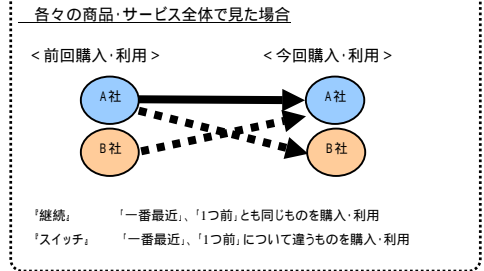 各々の商品･サービス全体で見た場合
<前回購入･利用> <今回購入･利用>
A社 A社
B社 B社
『継続』 「一番最近」、「1つ前」とも同じものを購入･利用
『スイッチ』 「一番最近」、「1つ前」について違うものを購入･利用